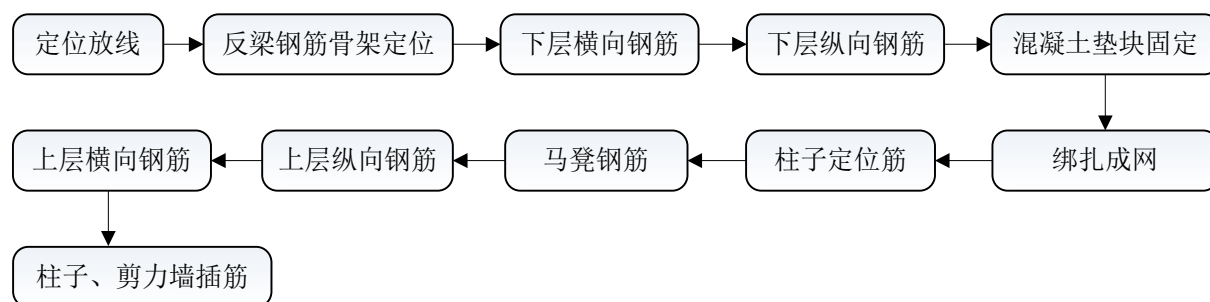 定位放线
反梁钢筋骨架定位
下层横向钢筋
下层纵向钢筋
混凝土垫块固定
绑扎成网
柱子定位筋
马凳钢筋
上层纵向钢筋
上层横向钢筋
柱子、剪力墙插筋